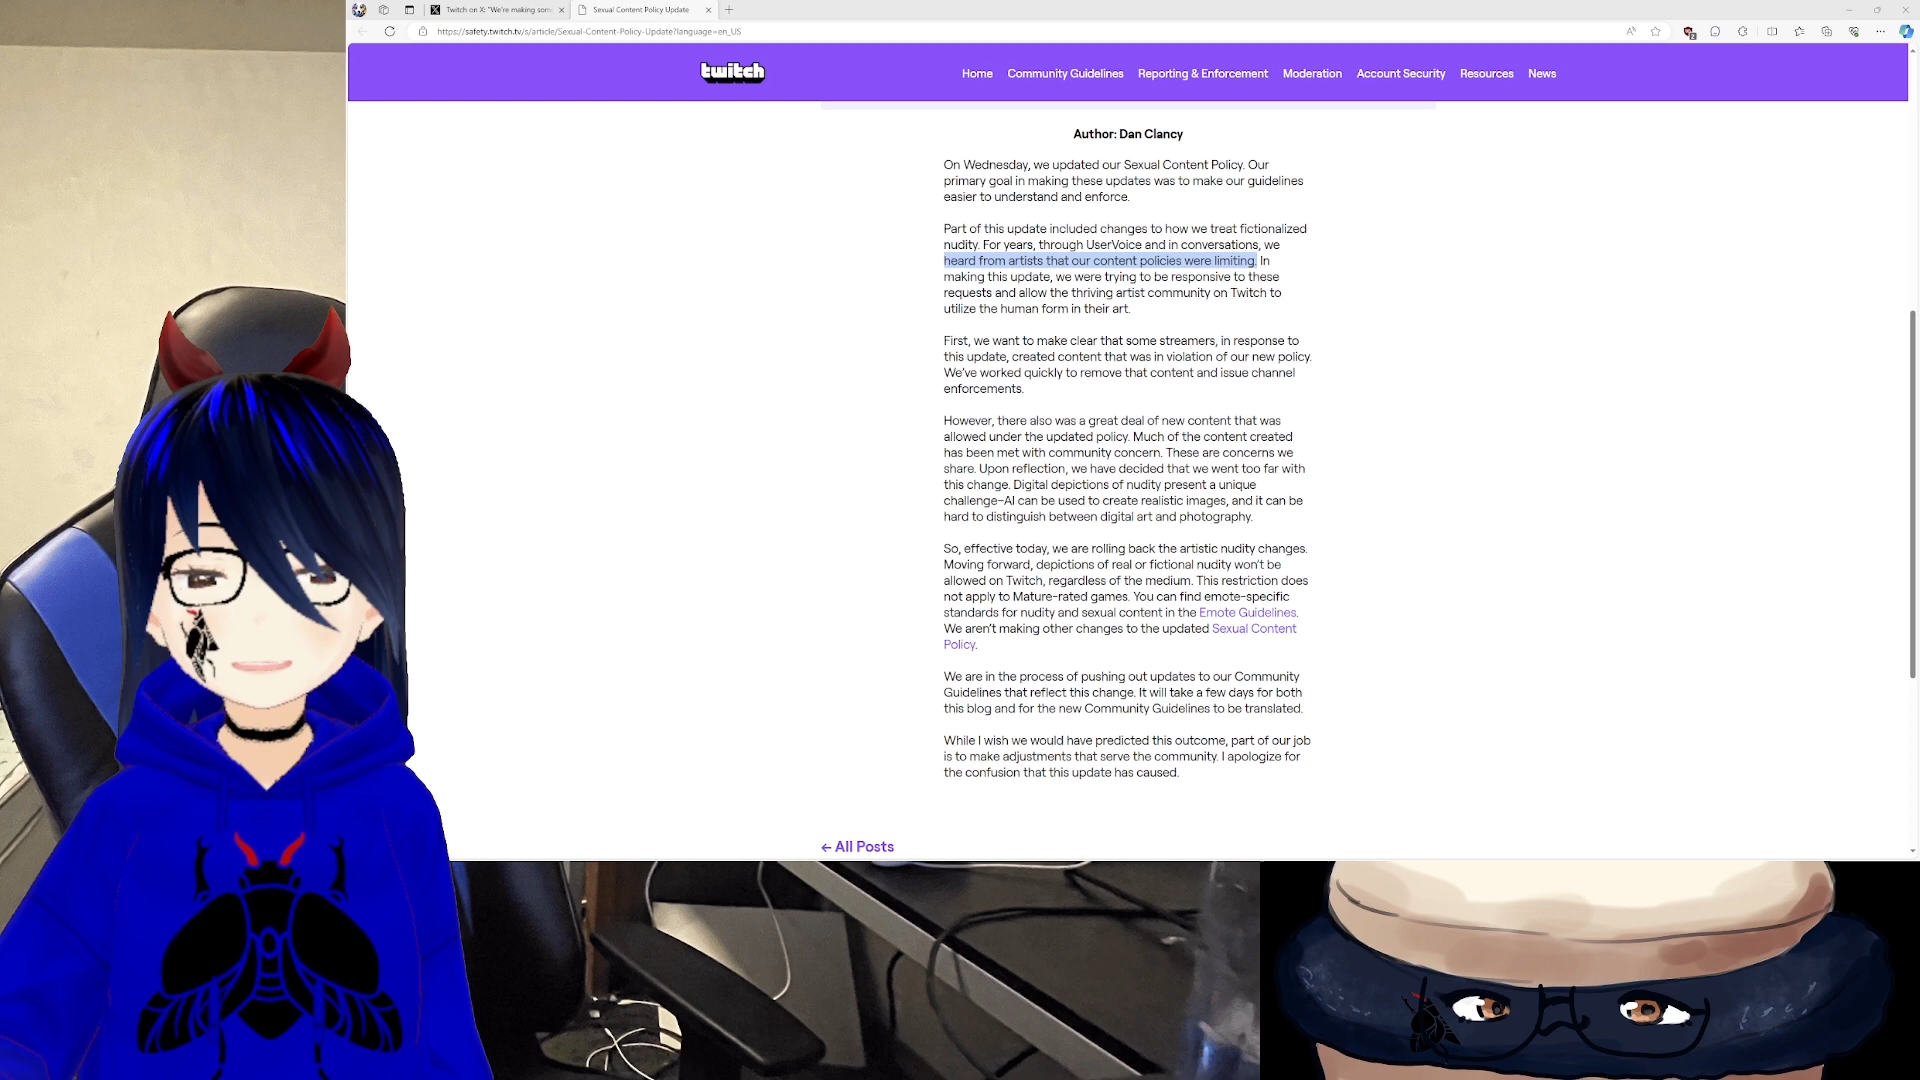 Twitch on X: "We're making som
Sexual Content Policy Update
https://safety.twitch.tv/s/article/Sexual-Content-Policy-Update?language=en_US
twitch
Home Community Guidelines Reporting & Enforcement Moderation Account Security Resources News
Author: Dan Clancy
On Wednesday, we updated our Sexual Content Policy. Our
primary goal in making these updates was to make our guidelines
easier to understand and enforce.
Part of this update included changes to how we treat fictionalized
nudity. For years, through UserVoice and in conversations, we
heard from artists that our content policies were limiting. In
making this update, we were trying to be responsive to these
requests and allow the thriving artist community on Twitch to
utilize the human form in their art.
First, we want to make clear that some streamers, in response to
this update, created content that was in violation of our new policy.
We've worked quickly to remove that content and issue channel
enforcements.
However, there also was a great deal of new content that was
allowed under the updated policy. Much of the content created
has been met with community concern. These are concerns we
share. Upon reflection, we have decided that we went too far with
this change. Digital depictions of nudity present a unique
challenge–AI can be used to create realistic images, and it can be
hard to distinguish between digital art and photography.
So, effective today, we are rolling back the artistic nudity changes.
Moving forward, depictions of real or fictional nudity won't be
allowed on Twitch, regardless of the medium. This restriction does
not apply to Mature-rated games. You can find emote-specific
standards for nudity and sexual content in the Emote Guidelines.
We aren't making other changes to the updated Sexual Content
Policy.
We are in the process of pushing out updates to our Community
Guidelines that reflect this change. It will take a few days for both
this blog and for the new Community Guidelines to be translated.
While I wish we would have predicted this outcome, part of our job
is to make adjustments that serve the community. I apologize for
the confusion that this update has caused.
← All Posts